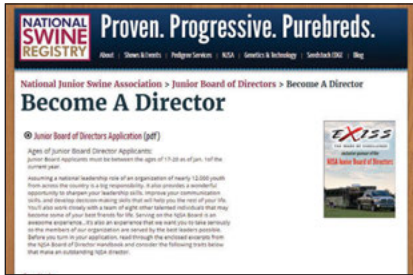 NATIONAL
SWINE
REGISTRY
Proven. Progressive. Purebreds.
About | Shows & Events | Pedigree Services | NJSA | Genetics & Technology | Seedstock EDGE | Blog
National Junior Swine Association > Junior Board of Directors > Become A Director
Become A Director
Junior Board of Directors Application (pdf)
Ages of Junior Board Director Applicants:
Junior Board Applicants must be between the ages of 17-20 as of Jan. 1 of the
current year.
Assuming a national leadership role of an organization of nearly 12,000 youth
from across the country is a big responsibility. It also provides a wonderful
opportunity to sharpen your leadership skills, improve your communication
skills, and develop decision making skills that will help you the rest of your life.
You'll also work closely with a team of eight other talented individuals that may
become some of your best friends for life. Serving on the NJSA Board is an
awesome experience...it's also an experience that we want you to take seriously
so the members of our organization are served by the best leaders possible.
Before you turn in your application, read through the enclosed excerpts from
the NJSA Board of Director Handbook and consider the following traits below
that make an outstanding NJSA director.
EXISS
NJSA Junior Board of Directors